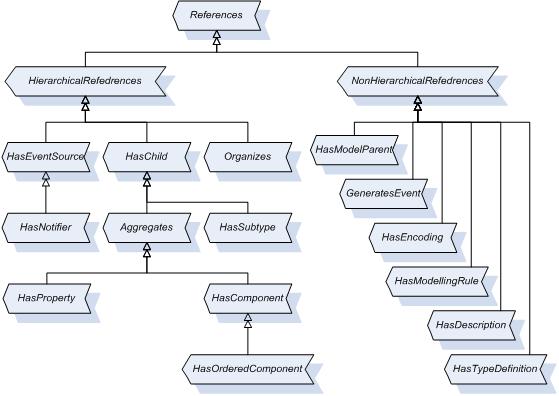 References
HierarchicalRefedrences
NonHierarchicalRefedrences
HasEventSource
HasChild
Organizes
HasModelParent
GeneratesEvent
HasNotifier
Aggregates
HasSubtype
HasEncoding
HasModellingRule
HasProperty
HasComponent
HasDescription
HasOrderedComponent
HasTypeDefinition